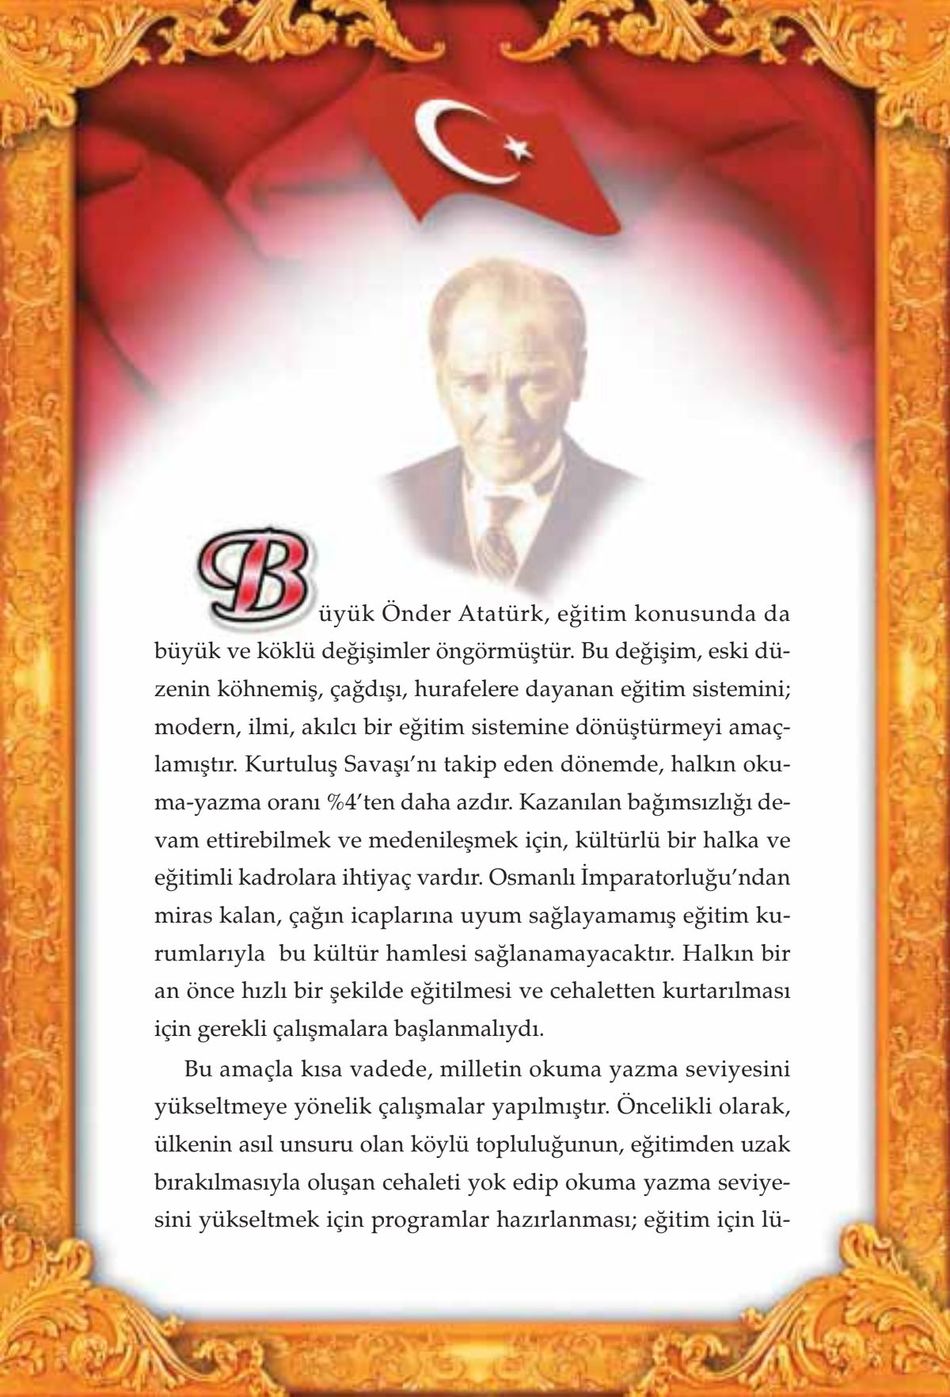 Büyük Önder Atatürk, eğitim konusunda da
büyük ve köklü değişimler öngörmüştür. Bu değişim, eski dü-
zenin köhnemiş, çağdışı, hurafelere dayanan eğitim sistemini;
modern, ilmi, akılcı bir eğitim sistemine dönüştürmeyi amaç-
lamıştır. Kurtuluş Savaşı’nı takip eden dönemde, halkın oku-
ma-yazma oranı %4’ten daha azdır. Kazanılan bağımsızlığı de-
vam ettirebilmek ve medenileşmek için, kültürlü bir halka ve
eğitimli kadrolara ihtiyaç vardır. Osmanlı İmparatorluğu’ndan
miras kalan, çağın icaplarına uyum sağlayamamış eğitim ku-
rumlarıyla bu kültür hamlesi sağlanamayacaktır. Halkın bir
an önce hızlı bir şekilde eğitilmesi ve cehaletten kurtarılması
için gerekli çalışmalara başlanmalıydı.
Bu amaçla kısa vadede, milletin okuma yazma seviyesini
yükseltmeye yönelik çalışmalar yapılmıştır. Öncelikli olarak,
ülkenin asıl unsuru olan köylü topluluğunun, eğitimden uzak
bırakılmasıyla oluşan cehaleti yok edip okuma yazma seviye-
sini yükseltmek için programlar hazırlanması; eğitim için lü-